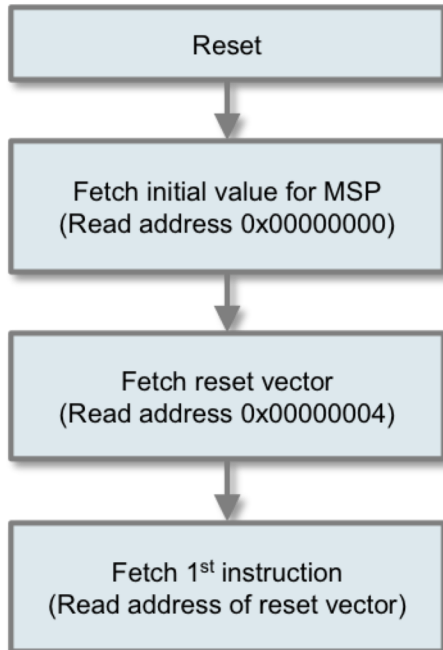 Reset
Fetch initial value for MSP
(Read address 0x00000000)
Fetch reset vector
(Read address 0x00000004)
Fetch 1st instruction
(Read address of reset vector)